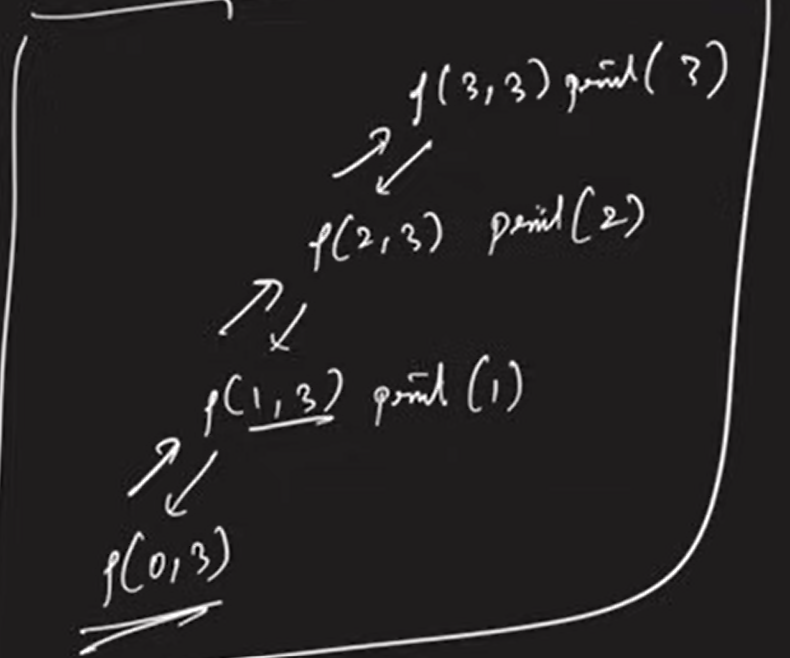 f(3,3) print(3)
f(2,3) print(2)
f(1,3) print(1)
f(0,3)